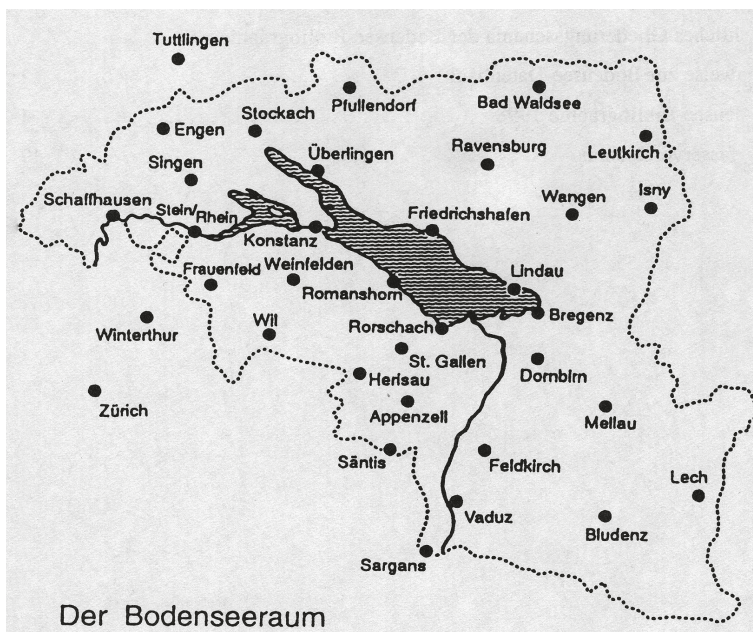 Tuttlingen
Pfullendorf
Bad Waldsee
Engen
Stockach
Leutkirch
Überlingen
Ravensburg
Singen
Isny
Wangen
Schaffhausen
Stein/
Rhein
Friedrichshafen
Konstanz
Frauenfeld
Weinfelden
Lindau
Romanshorn
Bregenz
Winterthur
Wil
Rorschach
St. Gallen
Dornbirn
Herisau
Zürich
Appenzell
Mellau
Säntis
Feldkirch
Lech
Vaduz
Bludenz
Sargans
Der Bodenseeraum